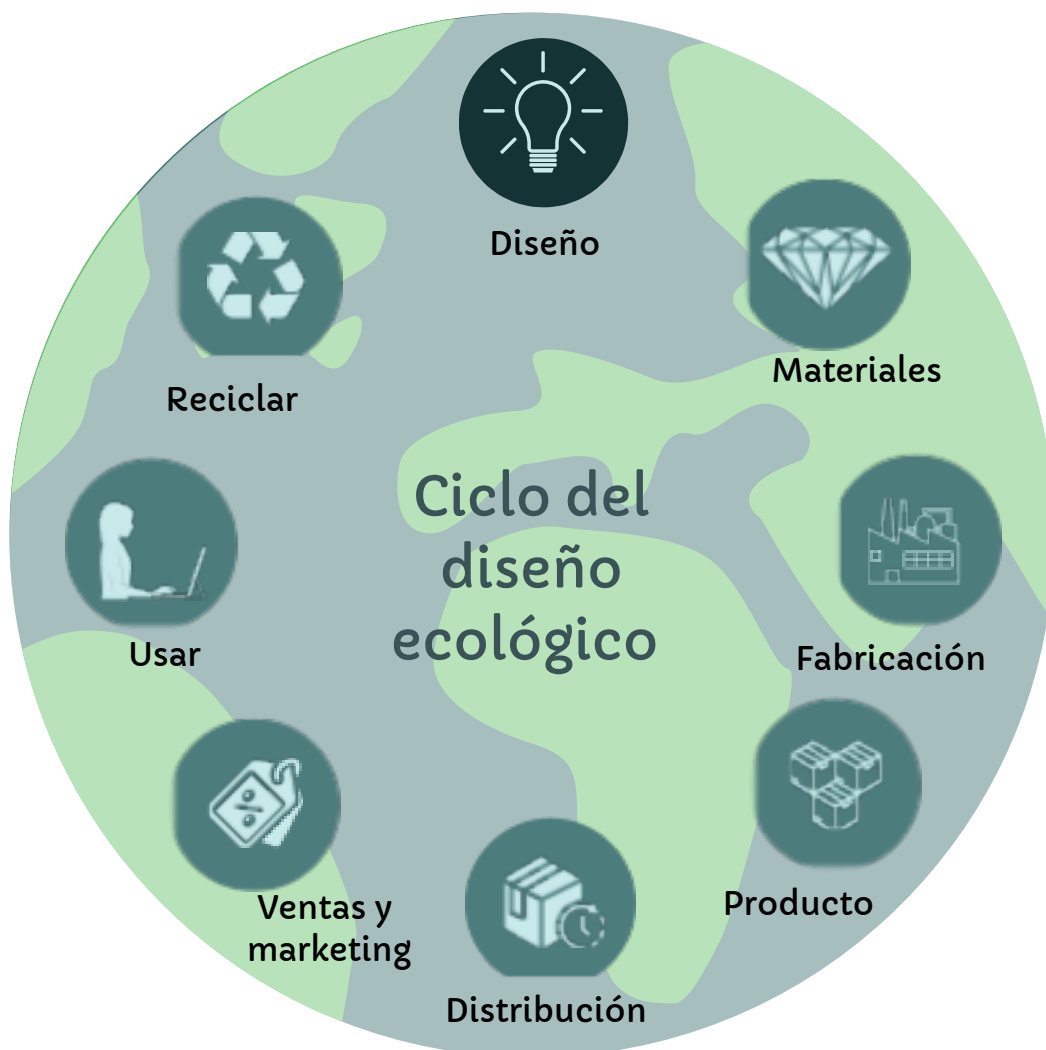 Diseño
Materiales
Reciclar
Ciclo del
diseño
ecológico
Usar
Fabricación
Producto
Ventas y
marketing
Distribución